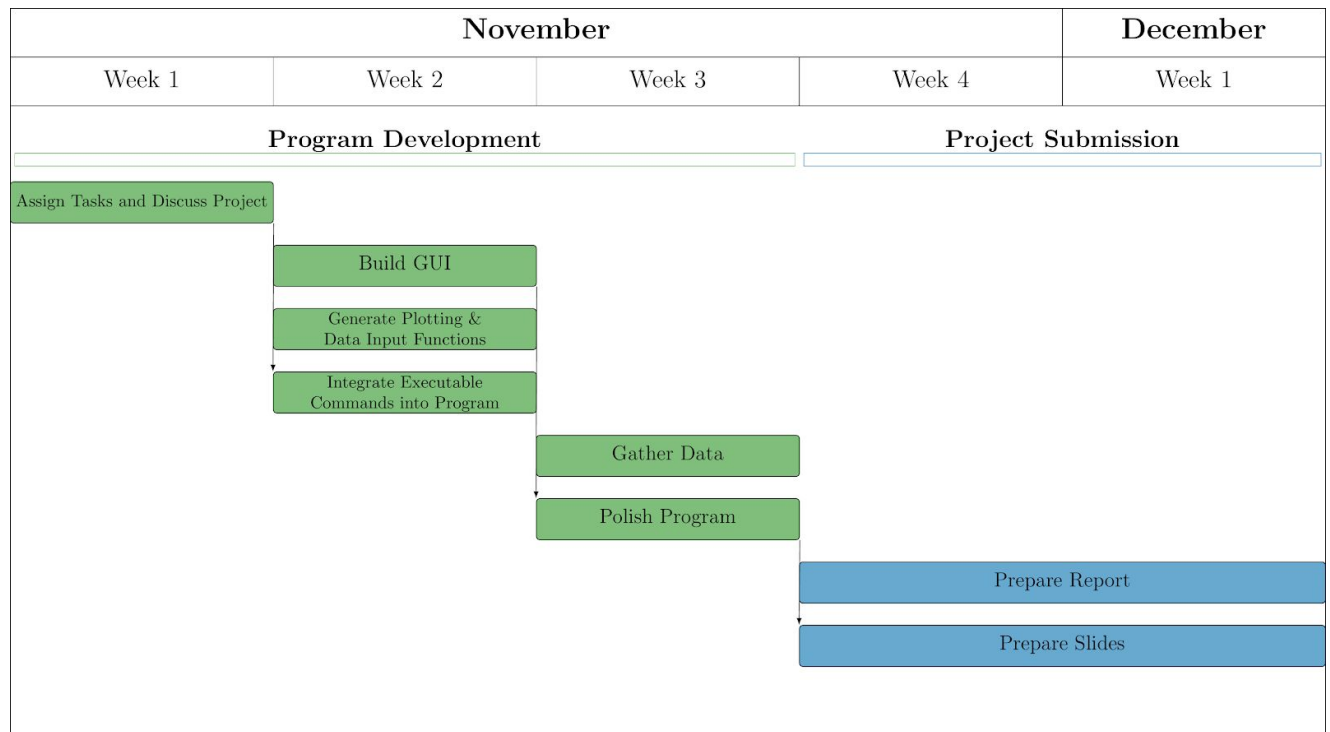 November December
Week 1 Week 2 Week 3 Week 4 Week 1
Program Development Project Submission
Assign Tasks and Discuss Project
Build GUI
Generate Plotting &
Data Input Functions
Integrate Executable
Commands into Program
Gather Data
Polish Program
Prepare Report
Prepare Slides